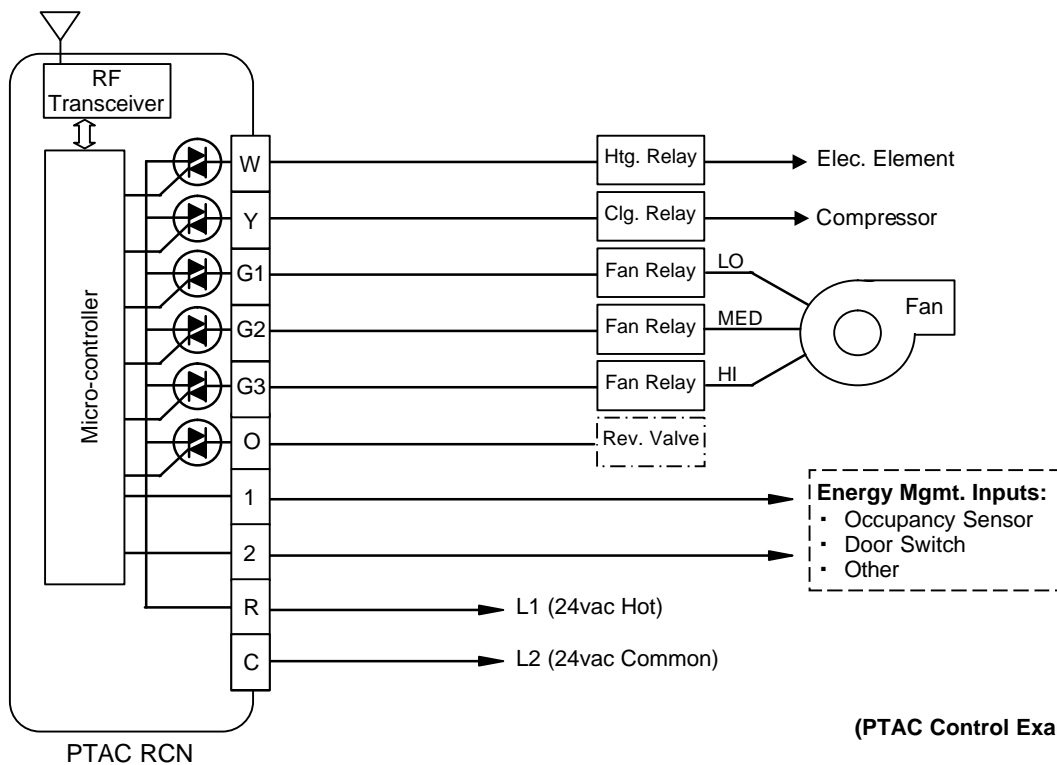 RF
Transceiver
Micro-controller
W
Htg. Relay
Elec. Element
Y
Clg. Relay
Compressor
G1
Fan Relay
LO
G2
Fan Relay
MED
Fan
G3
Fan Relay
HI
O
Rev. Valve
1
2
Energy Mgmt. Inputs:
▪ Occupancy Sensor
▪ Door Switch
▪ Other
R
L1 (24vac Hot)
C
L2 (24vac Common)
(PTAC Control Exa
PTAC RCN